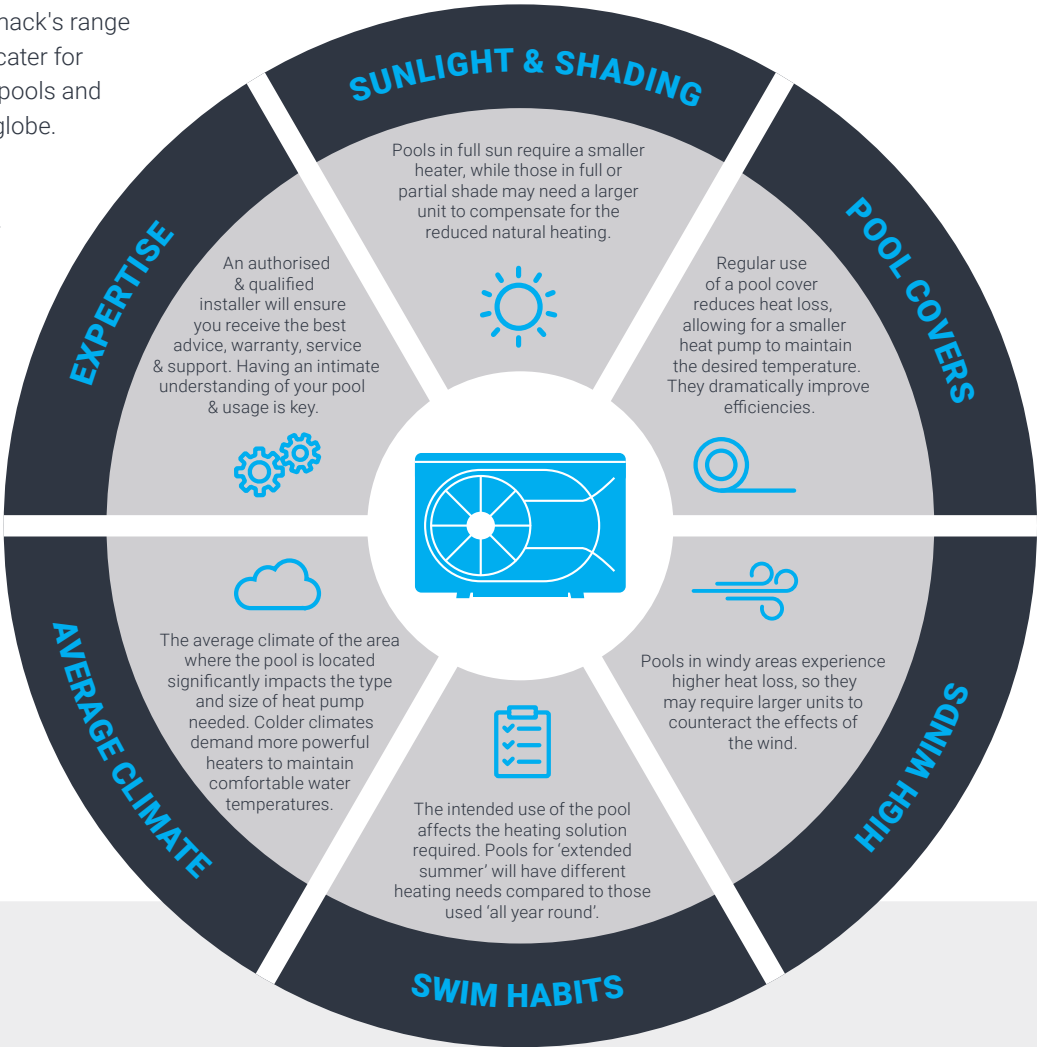 nack's range
cater for
pools and
globe.
SUNLIGHT & SHADING
Pools in full sun require a smaller
heater, while those in full or
partial shade may need a larger
unit to compensate for the
reduced natural heating.
POOL COVERS
Regular use
of a pool cover
reduces heat loss,
allowing for a smaller
heat pump to maintain
the desired temperature.
They dramatically improve
efficiencies.
HIGH WINDS
Pools in windy areas experience
higher heat loss, so they
may require larger units to
counteract the effects of
the wind.
SWIM HABITS
The intended use of the pool
affects the heating solution
required. Pools for ‘extended
summer’ will have different
heating needs compared to those
used ‘all year round’.
AVERAGE CLIMATE
The average climate of the area
where the pool is located
significantly impacts the type
and size of heat pump
needed. Colder climates
demand more powerful
heaters to maintain
comfortable water
temperatures.
EXPERTISE
An authorised
& qualified
installer will ensure
you receive the best
advice, warranty, service
& support. Having an intimate
understanding of your pool
& usage is key.